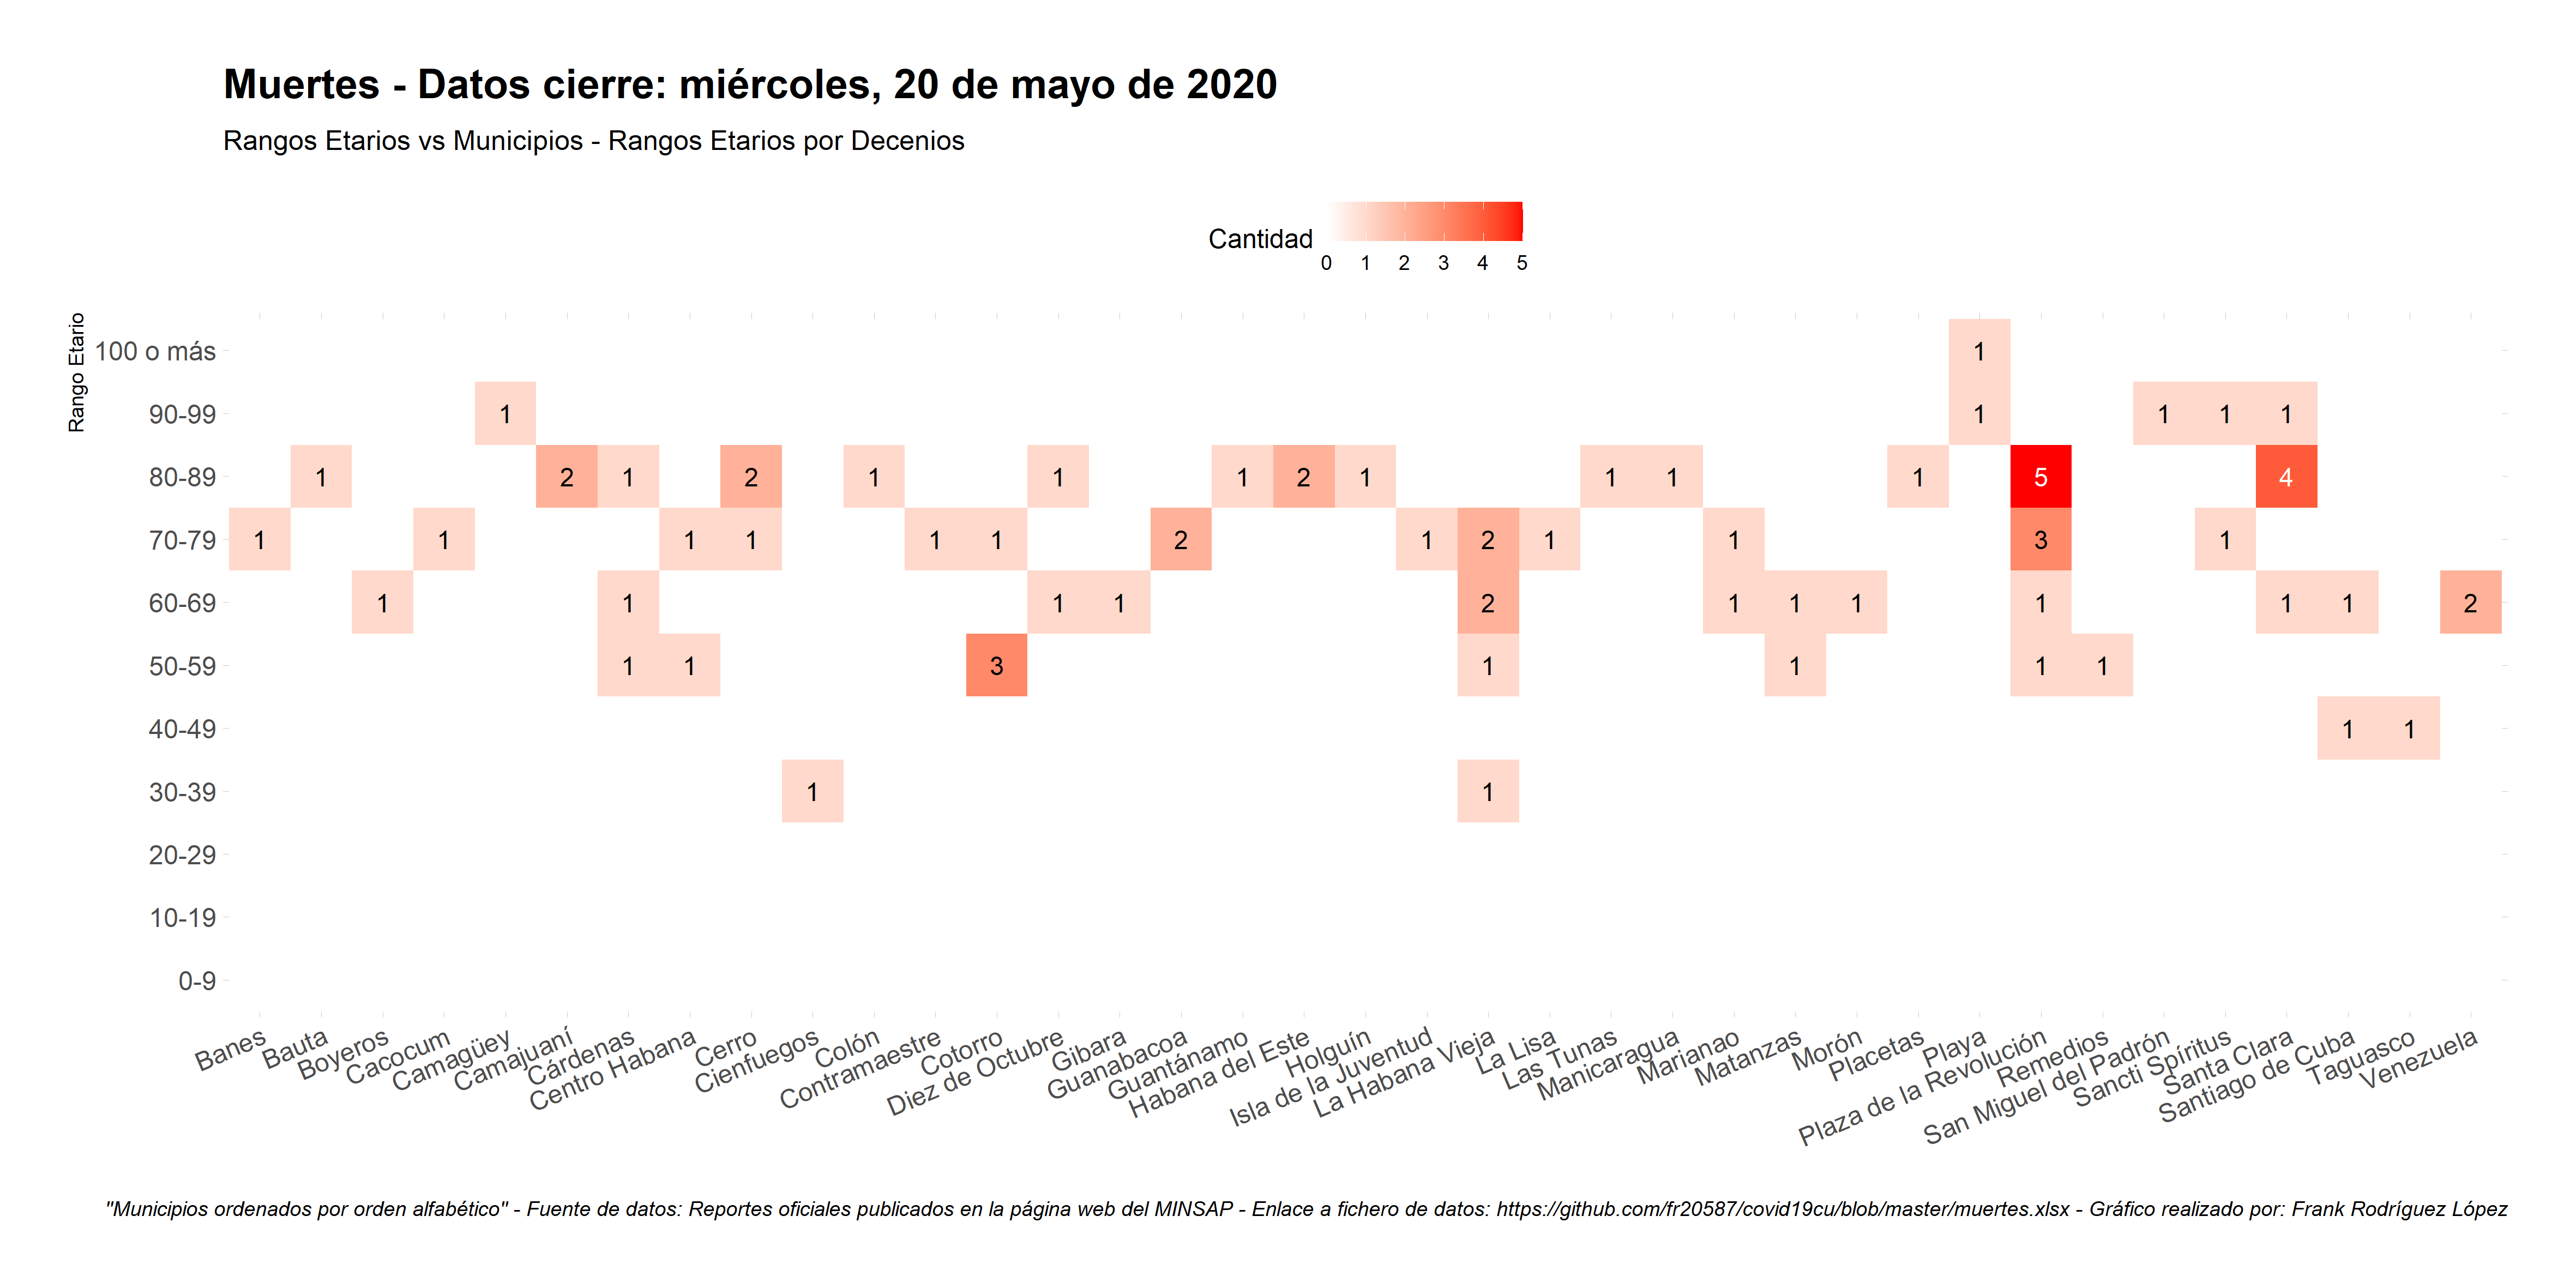 Muertes - Datos cierre: miércoles, 20 de mayo de 2020
Rangos Etarios vs Municipios - Rangos Etarios por Decenios
Cantidad
0 1 2 3 4 5
Rango Etario
100 o más 1
90-99 1 1 1 1 1
80-89 1 2 1 2 1 1 1 2 1 1 1 1 5 4
70-79 1 1 1 1 1 1 2 1 2 1 1 3 1
60-69 1 1 1 1 2 1 1 1 1 1 1 2
50-59 1 1 3 1 1 1 1
40-49 1 1
30-39 1 1
20-29
10-19
0-9
Banes
Bauta
Boyeros
Cacocum
Camagüey
Camajuaní
Cárdenas
Centro Habana
Cerro
Cienfuegos
Colón
Contramaestre
Cotorro
Diez de Octubre
Gibara
Guanabacoa
Guantánamo
Habana del Este
Holguín
Isla de la Juventud
La Habana Vieja
La Lisa
Las Tunas
Manicaragua
Marianao
Matanzas
Morón
Placetas
Playa
Plaza de la Revolución
Remedios
San Miguel del Padrón
Sancti Spíritus
Santa Clara
Santiago de Cuba
Taguasco
Venezuela
"Municipios ordenados por orden alfabético" - Fuente de datos: Reportes oficiales publicados en la página web del MINSAP - Enlace a fichero de datos: https://github.com/fr20587/covid19cu/blob/master/muertes.xlsx - Gráfico realizado por: Frank Rodríguez López